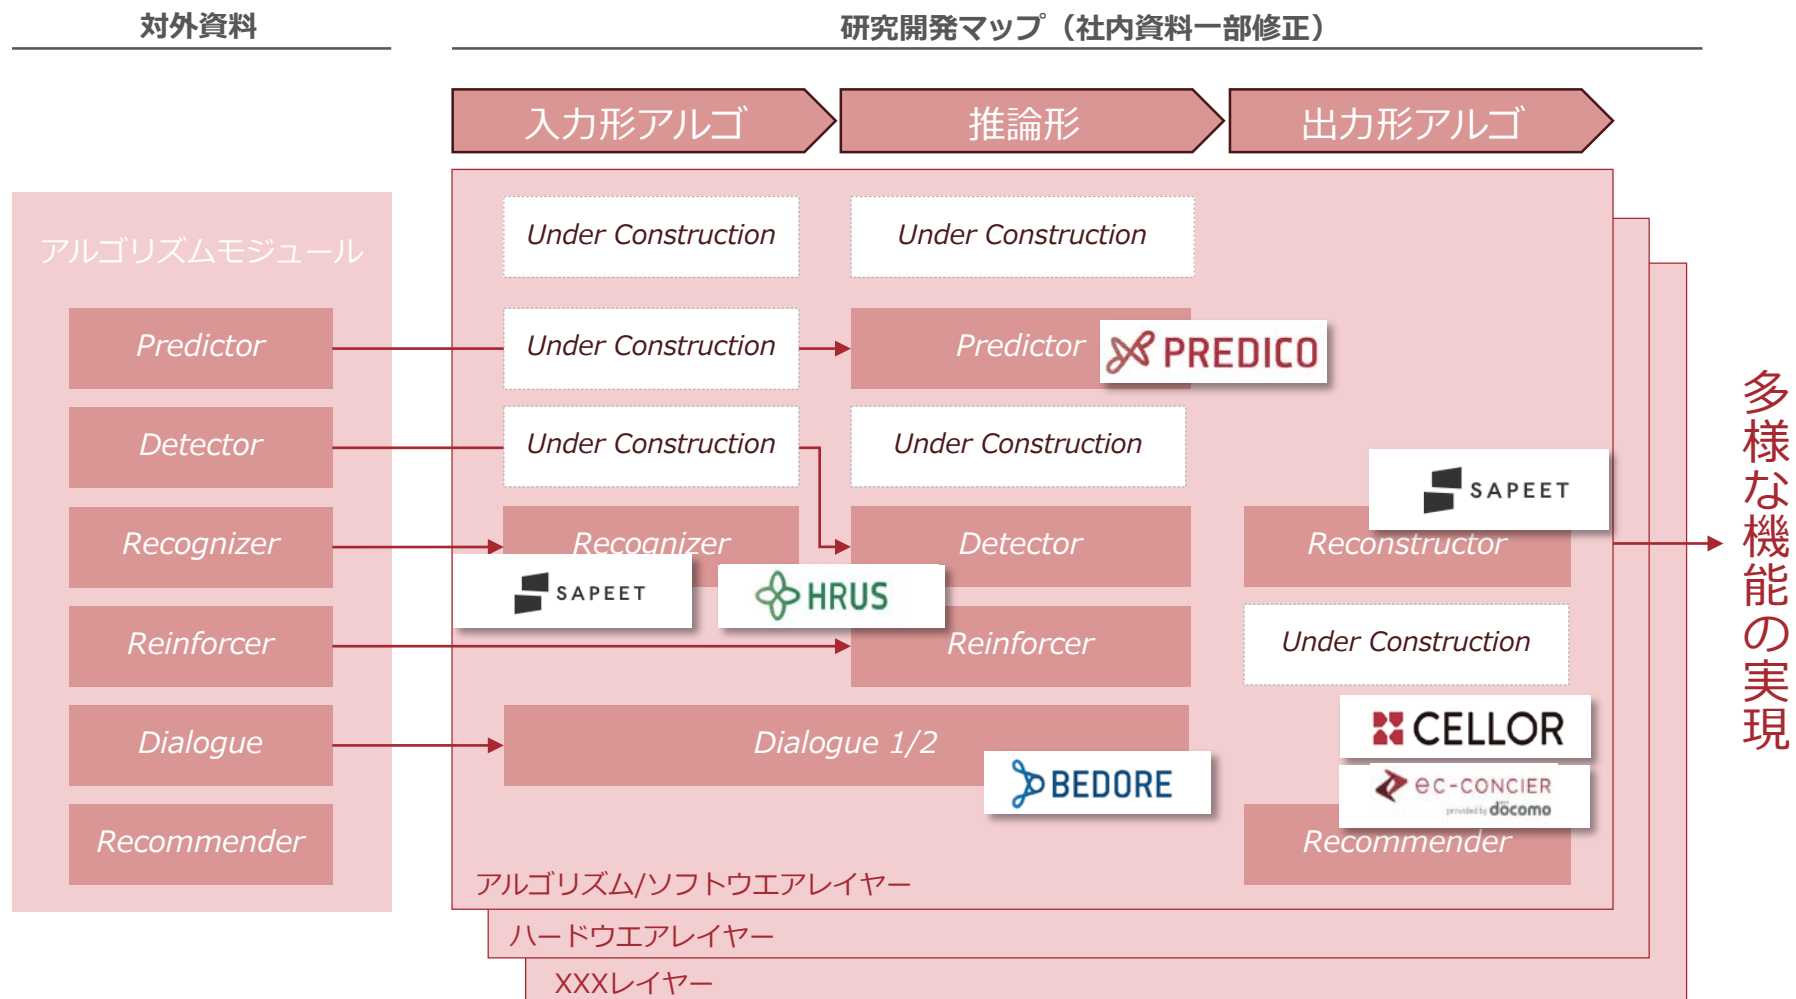 対外資料
研究開発マップ（社内資料一部修正）
入力形アルゴ
推論形
出力形アルゴ
アルゴリズムモジュール
Predictor
Detector
Recognizer
Reinforcer
Dialogue
Recommender
Under Construction
Under Construction
Under Construction
Predictor
PREDICO
Under Construction
Under Construction
SAPEET
Recognizer
Detector
Reconstructor
SAPEET
HRUS
Reinforcer
Under Construction
Dialogue 1/2
BEDORE
CELLOR
ec-concier
provided by döcomo
Recommender
アルゴリズム/ソフトウエアレイヤー
ハードウエアレイヤー
XXXレイヤー
多様な機能の実現